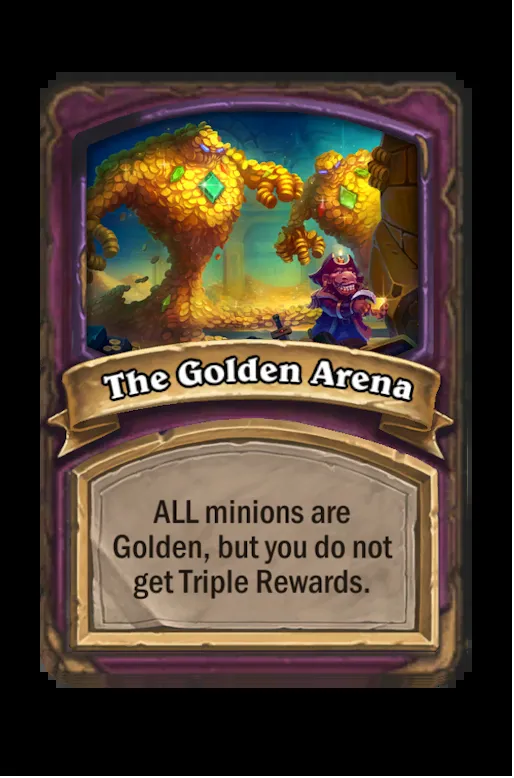 The Golden Arena
ALL minions are
Golden, but you do not
get Triple Rewards.